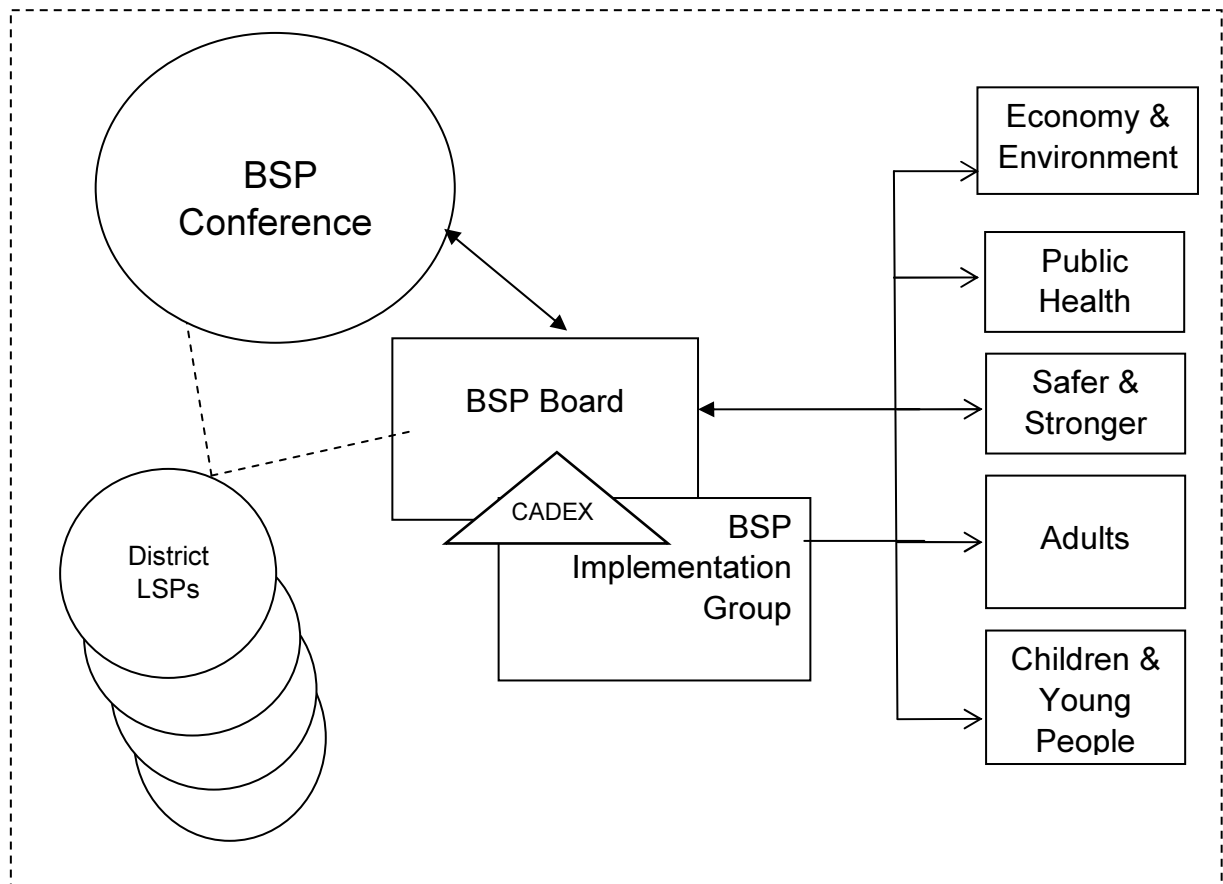 BSP
Conference
Economy &
Environment
Public
Health
BSP Board
Safer &
Stronger
CADEX
BSP
Implementation
Group
Adults
District
LSPs
Children &
Young
People